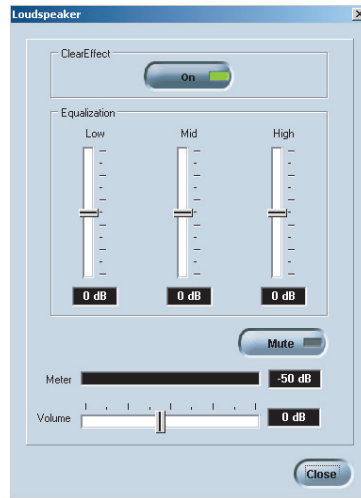 Loudspeaker
ClearEffect
On
Equalization
Low Mid High
0 dB 0 dB 0 dB
Mute
Meter -50 dB
Volume 0 dB
Close